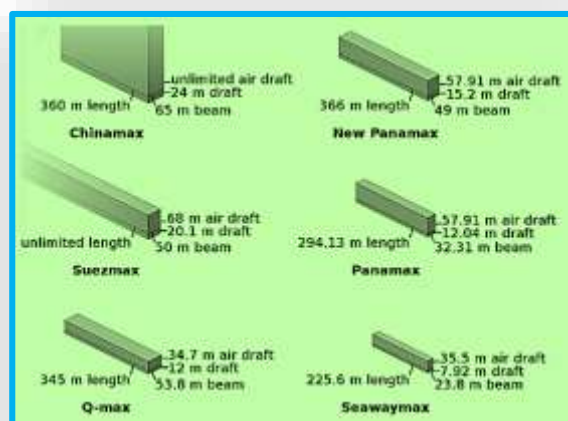 unlimited air draft
24 m draft
360 m length
65 m beam
Chinamax
57.91 m air draft
15.2 m draft
366 m length
49 m beam
New Panamax
68 m air draft
20.1 m draft
unlimited length
50 m beam
Suezmax
57.91 m air draft
12.04 m draft
294.13 m length
32.31 m beam
Panamax
34.7 m air draft
12 m draft
345 m length
53.8 m beam
Q-max
35.5 m air draft
7.92 m draft
225.6 m length
23.8 m beam
Seawaymax